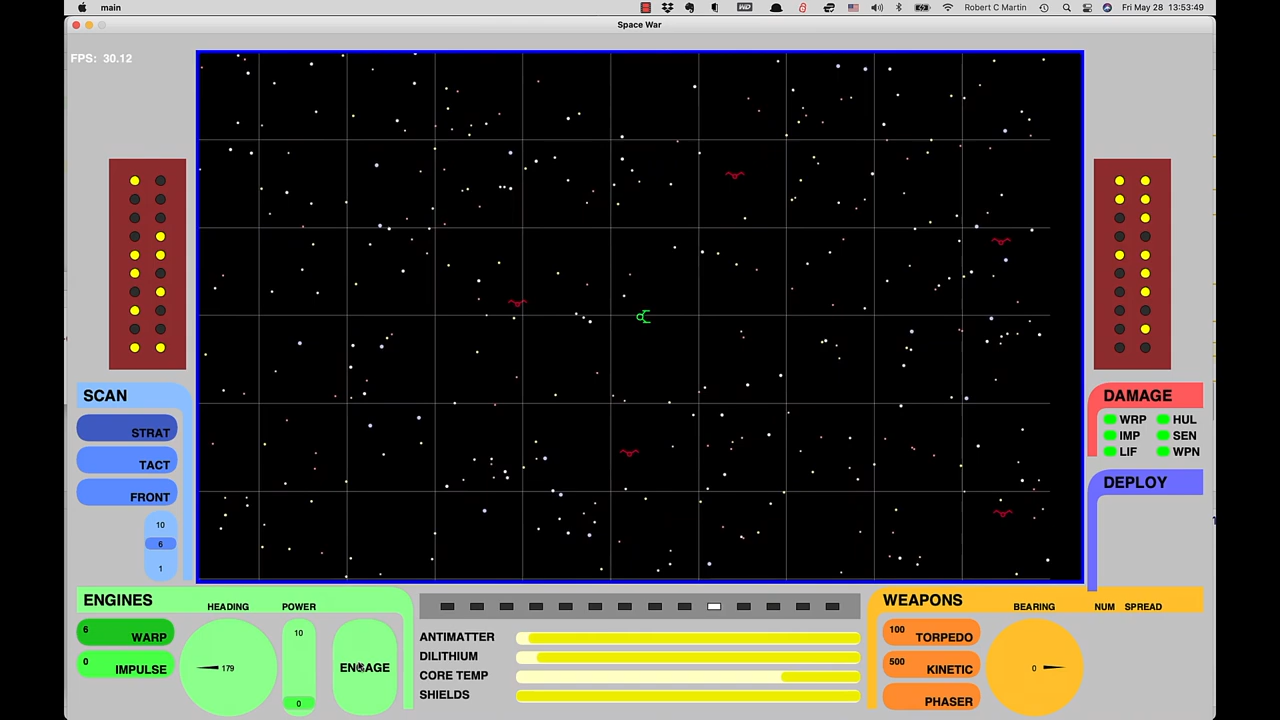 main
Robert C Martin
Fri May 28 13:53:49
Space War
FPS: 30.12
SCAN
STRAT
TACT
FRONT
10
6
1
DAMAGE
WRP HUL
IMP SEN
LIF WPN
DEPLOY
ENGINES
HEADING POWER
6 WARP
0 IMPULSE
179
10
0
ENGAGE
ANTIMATTER
DILITHIUM
CORE TEMP
SHIELDS
WEAPONS
BEARING NUM SPREAD
100 TORPEDO
500 KINETIC
PHASER
0